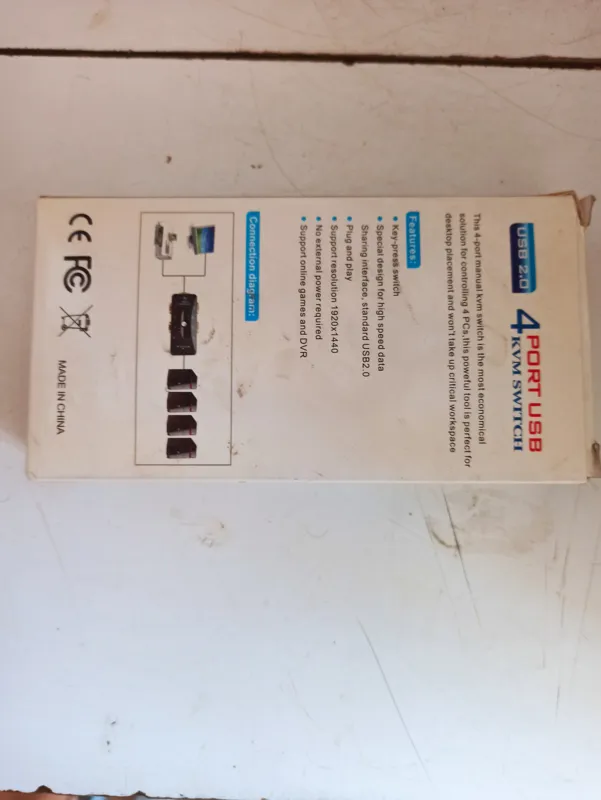 USB 2.0
4 PORT USB
KVM SWITCH
This 4-port manual kvm switch is the most economical
solution for controlling 4 PCs,this poweful tool is perfect for
desktop placement and won't take up critical workspace
Features:
• Key-press switch
• Special design for high speed data
Sharing interface, standard USB2.0
• Plug and play
• Support resolution 1920x1440
• No external power required
• Support online games and DVR
Connection diagram:
CE FC
MADE IN CHINA